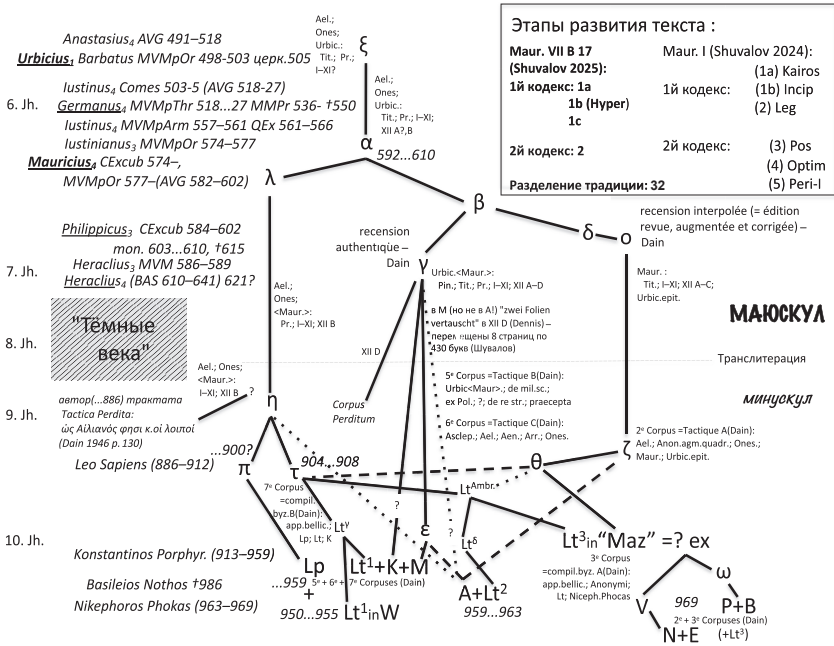 Anastasius₄ AVG 491–518
Urbicius₁ Barbatus MVMpOr 498-503 церк.505
Iustinus₄ Comes 503-5 (AVG 518-27)
6. Jh.
Germanus₄ MVMpThr 518...27 MMPr 536- †550
Iustinus₄ MVMpArm 557–561 QEx 561–566
Iustinianus₃ MVMpOr 574–577
Mauricius₄ CExcub 574–,
MVMpOr 577–(AVG 582–602)
Ael.;
Ones;
Urbic.:
Tit.; Pr.;
I–XI?
ξ
Ael.;
Ones;
Urbic.:
Tit.; Pr.; I–XI;
XII A?,B
α
592...610
λ
β
δ
ο
Этапы развития текста :
Maur. VII B 17
(Shuvalov 2025):
1й кодекс: 1a
1b (Hyper)
1c
2й кодекс: 2
Разделение традиции: 32
Maur. I (Shuvalov 2024):
(1a) Kairos
1й кодекс:
(1b) Incip
(2) Leg
2й кодекс:
(3) Pos
(4) Optim
(5) Peri-I
Philippicus₃ CExcub 584–602
mon. 603...610, †615
7. Jh.
Heraclius₃ MVM 586–589
Heraclius₄ (BAS 610–641) 621?
recension
authentique –
Dain
γ
Urbic.<Maur.>:
Pin.; Tit.; Pr.; I–XI; XII A–D
recension interpolée (= édition
revue, augmentée et corrigée) –
Dain
Maur. :
Tit.; I–XI; XII A–C;
Urbic.epit.
Ael.;
Ones;
<Maur.>:
Pr.; I–XI; XII B
"Тёмные
века"
8. Jh.
в M (но не в A!) "zwei Folien
vertauscht" в XII D (Dennis) –
перемещены 8 страниц по
430 букв (Шувалов)
МАЮСКУЛ
Транслитерация
минускул
XII D
Corpus
Perditum
5ᵉ Corpus =Tactique B(Dain):
Urbic<Maur>.; de mil.sc.;
ex Pol.; ?; de re str.; praecepta
6ᵉ Corpus =Tactique C(Dain):
Asclep.; Ael.; Aen.; Arr.; Ones.
Ael.; Ones;
<Maur.>:
I–XI; XII B
?
η
9. Jh.
автор(...886) трактата
Tactica Perdita:
ὡς Αἰλιανός φησι κ.οἱ λοιποί
(Dain 1946 p.130)
Leo Sapiens (886–912)
...900?
π
τ
904...908
θ
ζ
2ᵉ Corpus =Tactique A(Dain):
Ael.; Anon.agm.quadr.; Ones.;
Maur.; Urbic.epit.
7ᵉ Corpus
=compil.
byz.B(Dain):
app.bellic.;
Lp; Lt; K
Ltᵞ
?
ε
?
Ltᴬᵐᵇʳ·
Ltᵟ
10. Jh.
Konstantinos Porphyr. (913–959)
Basileios Nothos †986
Nikephoros Phokas (963–969)
Lp
+
...959
950...955
Lt¹+K+M
5ᵉ + 6ᵉ + 7ᵉ Corpuses (Dain)
Lt¹inW
A+Lt²
959...963
Lt³in“Maz” =? ex
3ᵉ Corpus
=compil.byz. A(Dain):
app.bellic.; Anonymi;
Lt; Niceph.Phocas
ω
V
969
P+B
2ᵉ + 3ᵉ Corpuses (Dain)
N+E
(+Lt³)